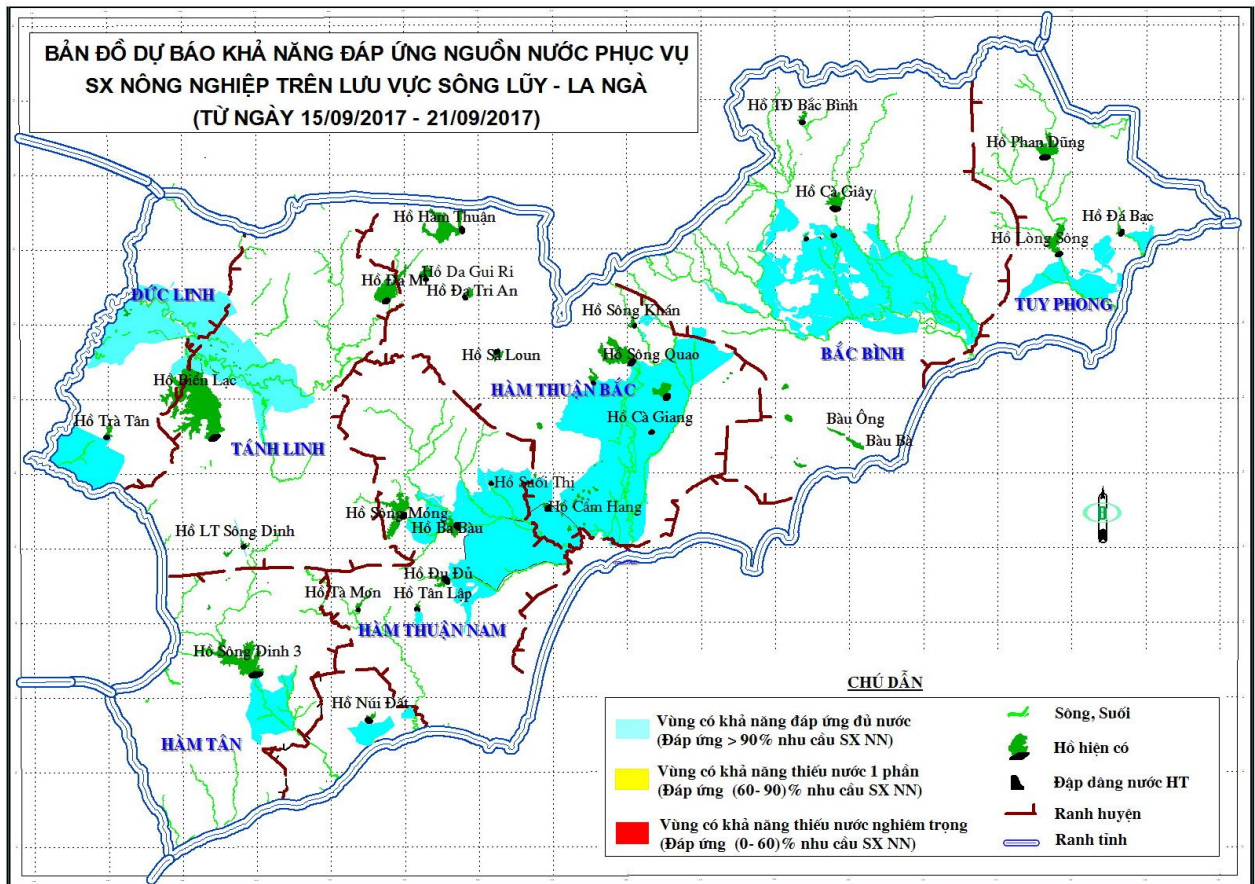 BẢN ĐỒ DỰ BÁO KHẢ NĂNG ĐÁP ỨNG NGUỒN NƯỚC PHỤC VỤ
SX NÔNG NGHIỆP TRÊN LƯU VỰC SÔNG LŨY - LA NGÀ
(TỪ NGÀY 15/09/2017 - 21/09/2017)
Hồ TĐ Bắc Bình
Hồ Phan Dũng
Hồ Cà Giây
Hồ Đá Bạc
Hồ Hàm Thuận
Hồ Lòng Sông
Hồ Da Gui Ri
Hồ Đa Mi
Hồ Đa Tri An
ĐỨC LINH
TUY PHONG
Hồ Sông Khán
Hồ Sông Quao
BẮC BÌNH
Hồ Si Loun
HÀM THUẬN BẮC
Hồ Biển Lạc
Hồ Cà Giang
Hồ Trà Tân
Bàu Ông
Bàu Bà
TÁNH LINH
Hồ Suối Thị
Hồ Sông Móng
Hồ Cẩm Hang
Hồ Ba Bàu
Hồ LT Sông Dinh
Hồ Đu Đủ
Hồ Tà Mon
Hồ Tân Lập
HÀM THUẬN NAM
Hồ Sông Dinh 3
Hồ Núi Đất
HÀM TÂN
CHÚ DẪN
Vùng có khả năng đáp ứng đủ nước
(Đáp ứng > 90% nhu cầu SX NN)
Vùng có khả năng thiếu nước 1 phần
(Đáp ứng (60- 90)% nhu cầu SX NN)
Vùng có khả năng thiếu nước nghiêm trọng
(Đáp ứng (0- 60)% nhu cầu SX NN)
Sông, Suối
Hồ hiện có
Đập dâng nước HT
Ranh huyện
Ranh tỉnh